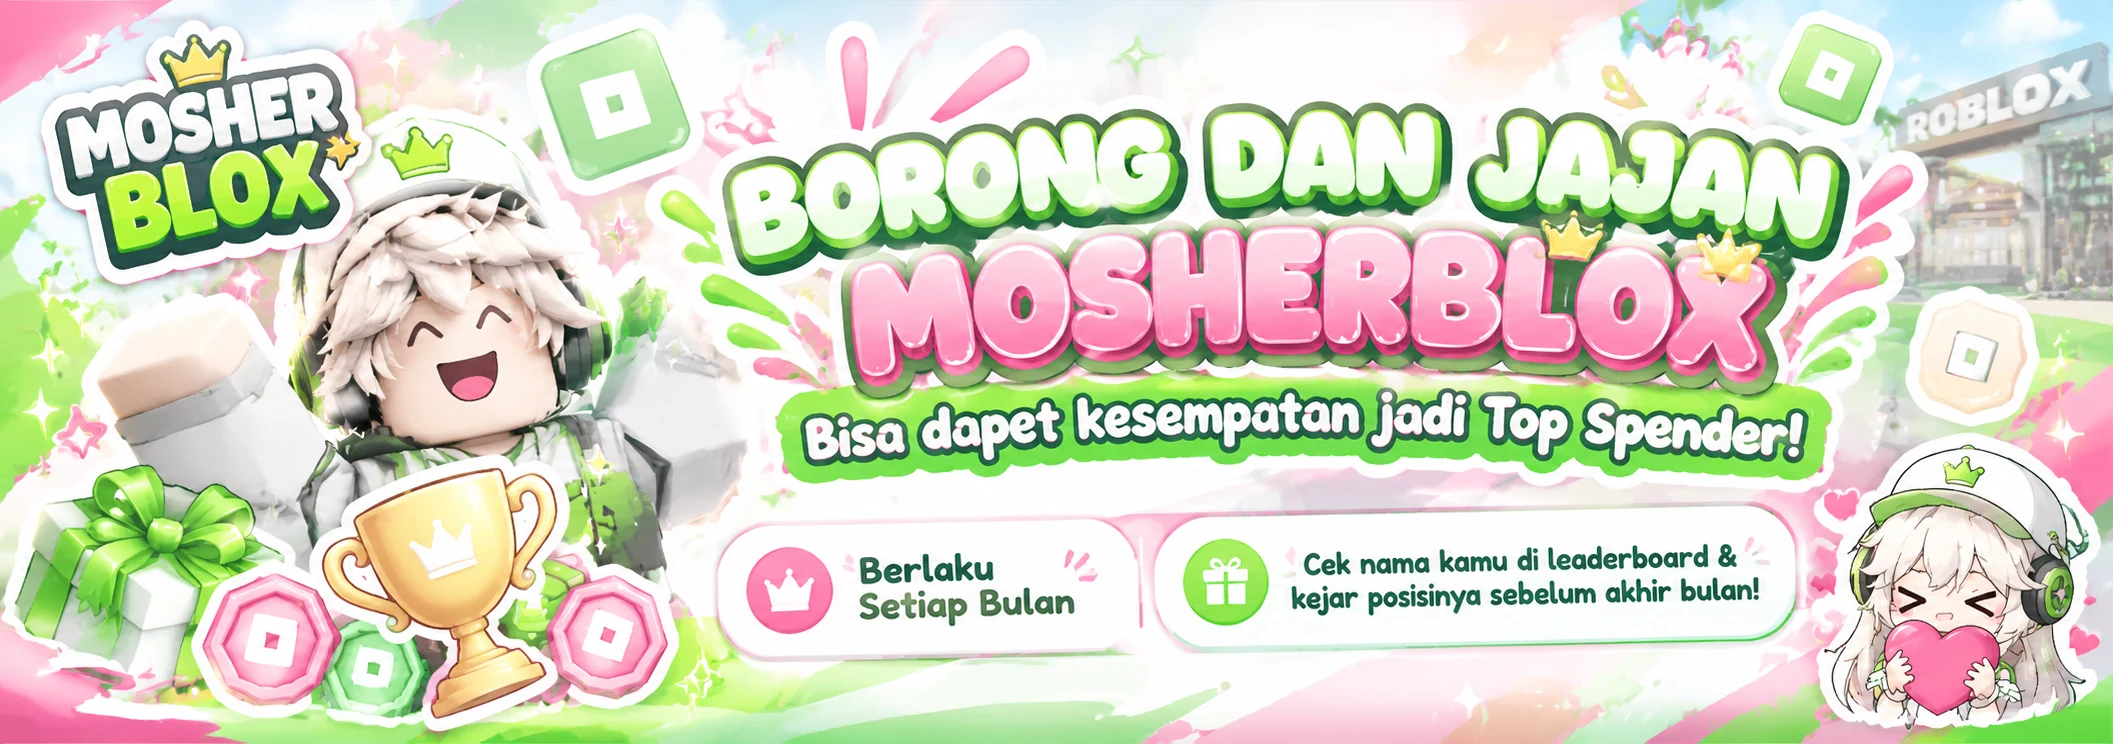 MOSHER
BLOX
BORONG DAN JAJAN
MOSHERBLOX
Bisa dapet kesempatan jadi Top Spender!
Berlaku
Setiap Bulan
Cek nama kamu di leaderboard &
kejar posisinya sebelum akhir bulan!
ROBLOX